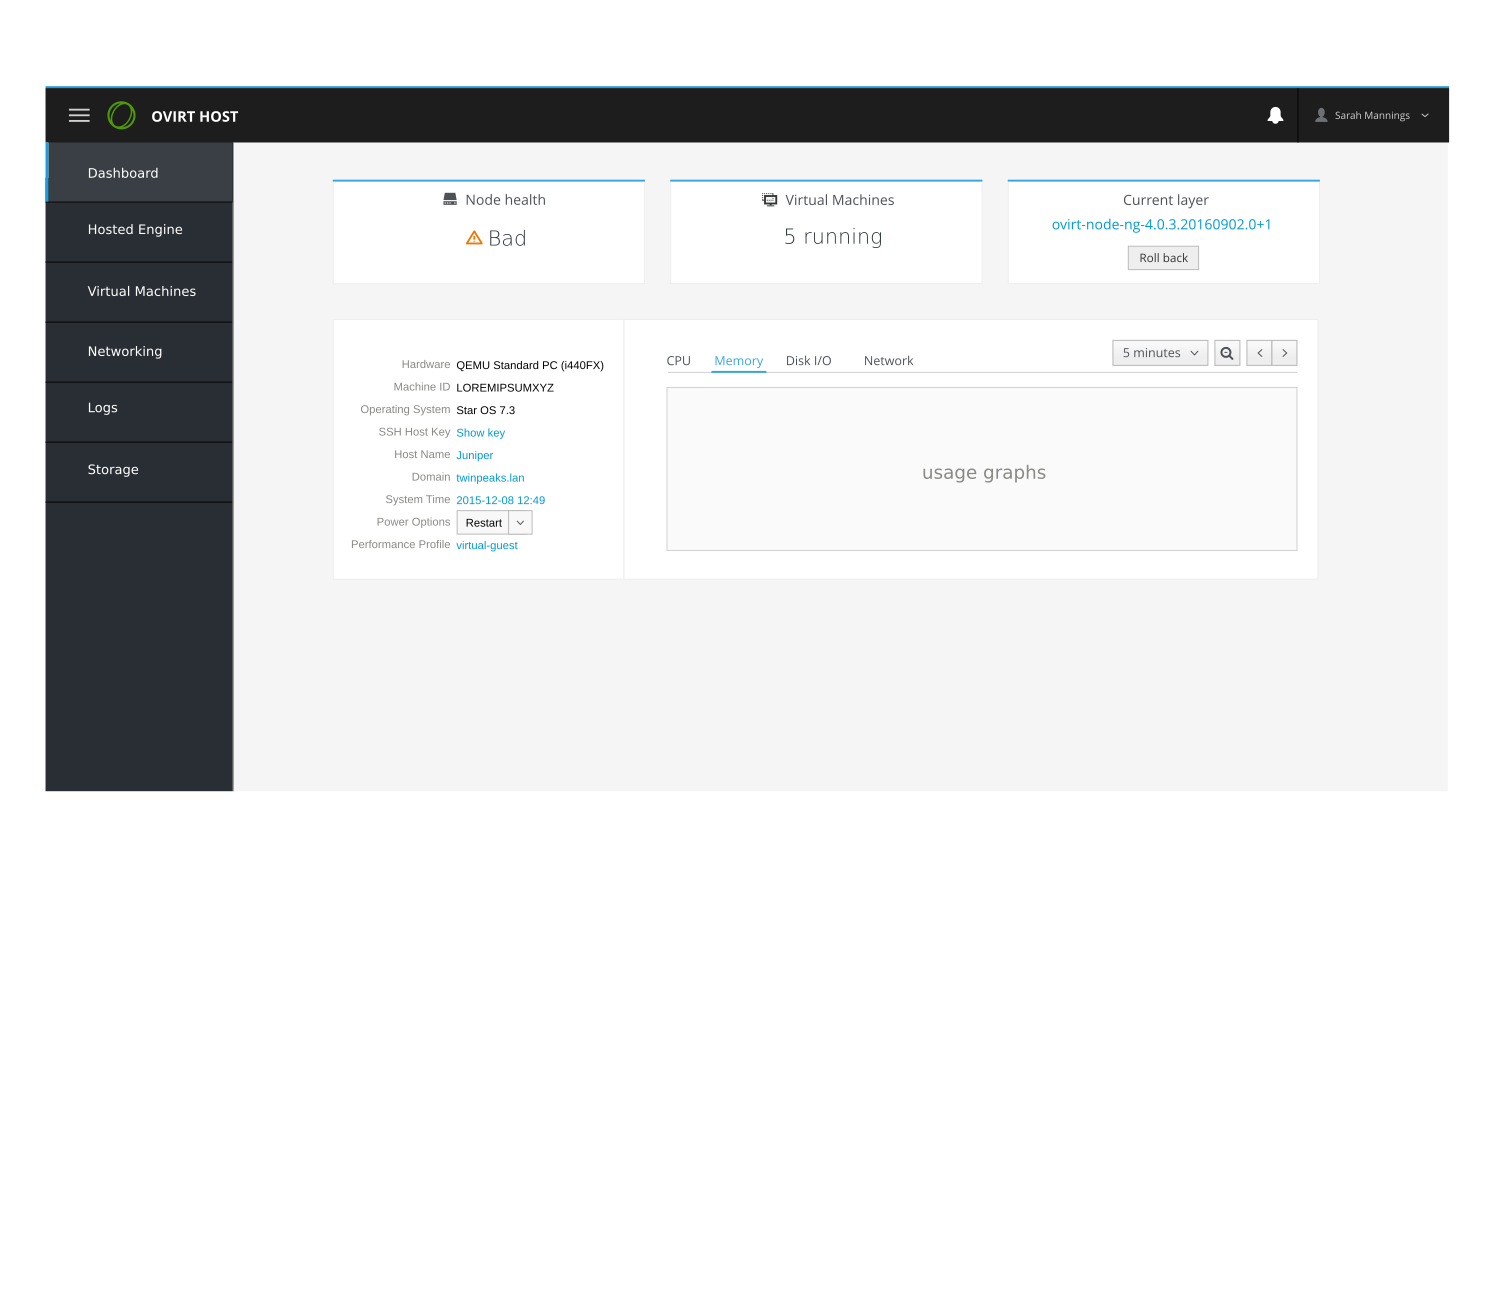 OVIRT HOST
Sarah Mannings
Dashboard
Hosted Engine
Virtual Machines
Networking
Logs
Storage
Node health
Bad
Virtual Machines
5 running
Current layer
ovirt-node-ng-4.0.3.20160902.0+1
Roll back
Hardware QEMU Standard PC (i440FX)
Machine ID LOREMIPSUMXYZ
Operating System Star OS 7.3
SSH Host Key Show key
Host Name Juniper
Domain twinpeaks.lan
System Time 2015-12-08 12:49
Power Options Restart
Performance Profile virtual-guest
CPU Memory Disk I/O Network
5 minutes
usage graphs